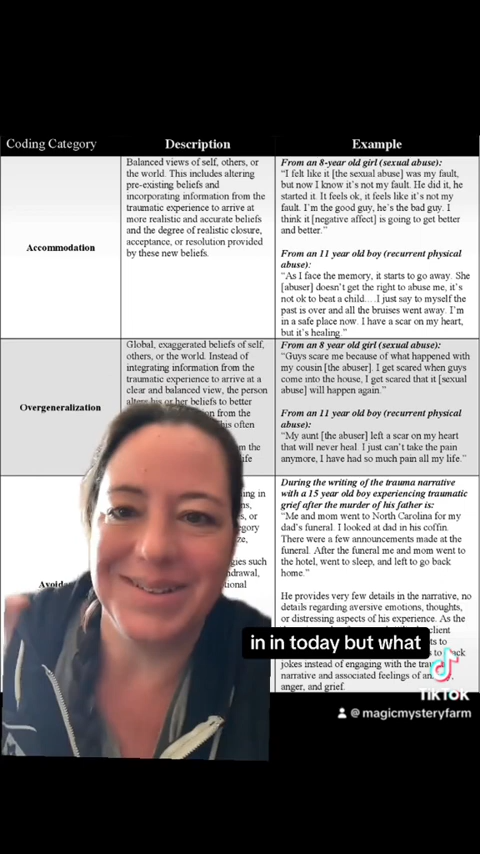 Coding Category
Description
Example
Accommodation
Balanced views of self, others, or
the world. This includes altering
pre-existing beliefs and
incorporating information from the
traumatic experience to arrive at
more realistic and accurate beliefs
and the degree of realistic closure,
acceptance, or resolution provided
by these new beliefs.
From an 8-year old girl (sexual abuse):
“I felt like it [the sexual abuse] was my fault,
but now I know it’s not my fault. He did it, he
started it. It feels ok, it feels like it’s not my
fault. I’m the good guy, he’s the bad guy. I
think it [negative affect] is going to get better
and better.”
From an 11 year old boy (recurrent physical
abuse):
“As I face the memory, it starts to go away. She
[abuser] doesn’t get the right to abuse me, it’s
not ok to beat a child….I just say to myself the
past is over and all the bruises went away. I’m
in a safe place now. I have a scar on my heart,
but it’s healing.”
Overgeneralization
Global, exaggerated beliefs of self,
others, or the world. Instead of
integrating information from the
traumatic experience to arrive at a
clear and balanced view, the person
his or her beliefs to better
from the
often
the
From an 8 year old girl (sexual abuse):
“Guys scare me because of what happened with
my cousin [the abuser]. I get scared when guys
come into the house, I get scared that it [sexual
abuse] will happen again.”
From an 11 year old boy (recurrent physical
abuse):
“My aunt [the abuser] left a scar on my heart
that will never heal. I just can’t take the pain
anymore, I have so much pain all my life.”
in
or
such
During the writing of the trauma narrative
with a 15 year old boy experiencing traumatic
grief after the murder of his father is:
“Me and mom went to North Carolina for my
dad’s funeral. I looked at dad in his coffin.
There were a few announcements made at the
funeral. After the funeral me and mom went to
the hotel, went to sleep, and left to go back
home.”
He provides very few details in the narrative, no
details regarding aversive emotions, thoughts,
or distressing aspects of his experience. As the
client
jokes instead of engaging with the
narrative and associated feelings of
anger, and grief.
in in today but what
TikTok
@magicmysteryfarm